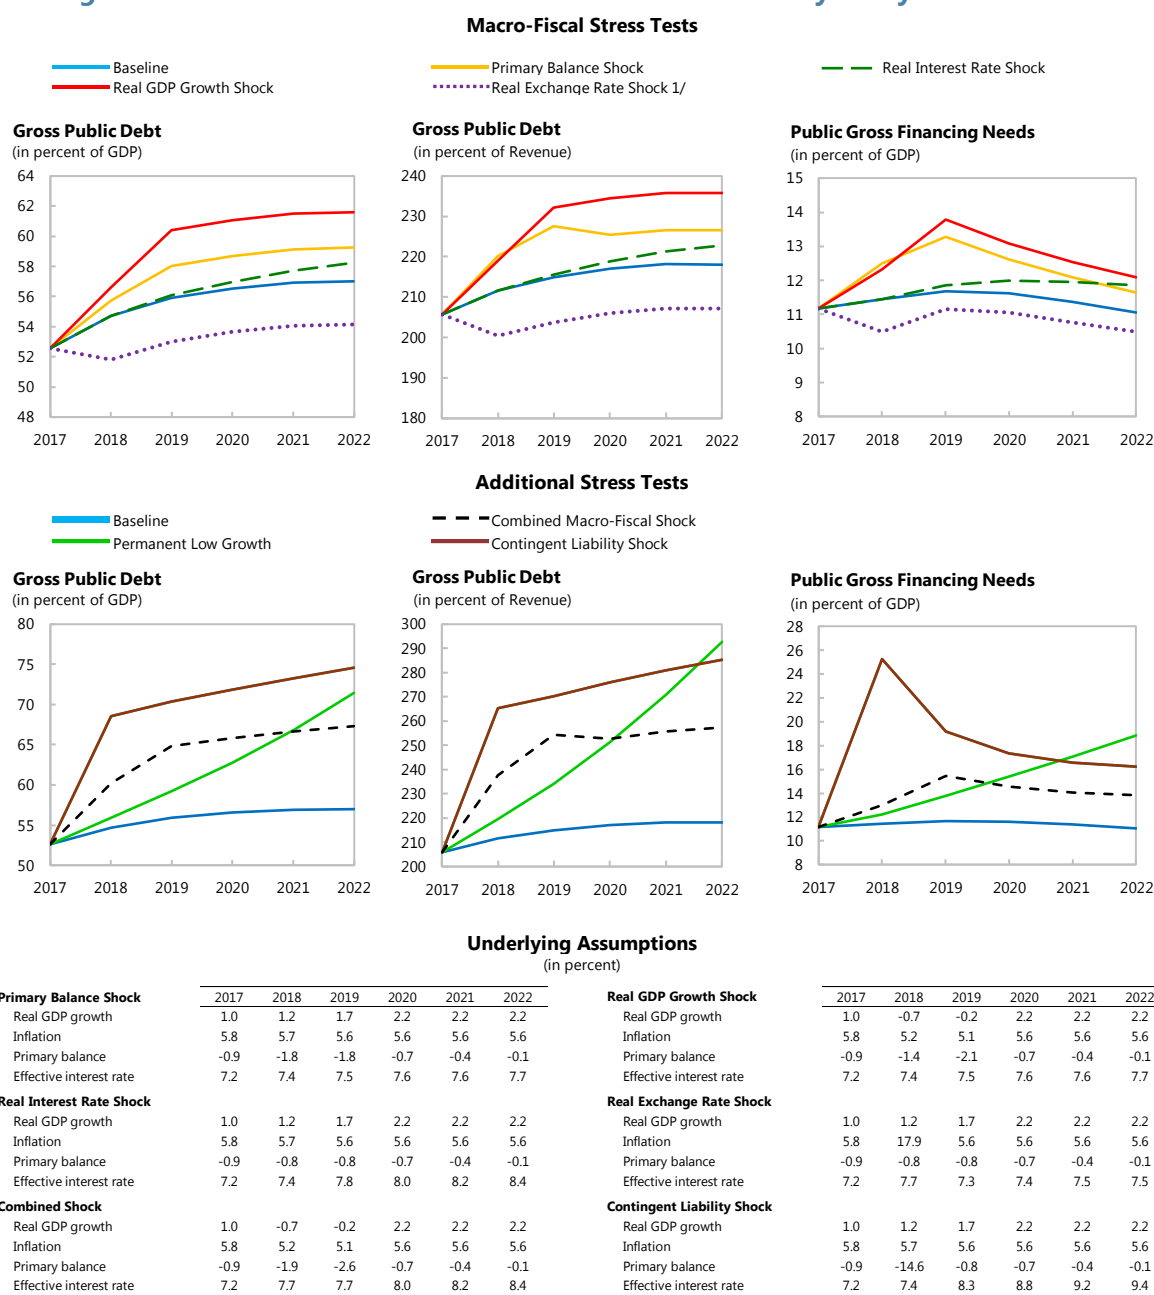 Macro-Fiscal Stress Tests
Baseline
Primary Balance Shock
Real Interest Rate Shock
Real GDP Growth Shock
Real Exchange Rate Shock 1/
Gross Public Debt
(in percent of GDP)
64
62
60
58
56
54
52
50
48
2017 2018 2019 2020 2021 2022
Gross Public Debt
(in percent of Revenue)
240
230
220
210
200
190
180
2017 2018 2019 2020 2021 2022
Public Gross Financing Needs
(in percent of GDP)
15
14
13
12
11
10
9
8
2017 2018 2019 2020 2021 2022
Additional Stress Tests
Baseline
Combined Macro-Fiscal Shock
Permanent Low Growth
Contingent Liability Shock
Gross Public Debt
(in percent of GDP)
80
75
70
65
60
55
50
2017 2018 2019 2020 2021 2022
Gross Public Debt
(in percent of Revenue)
300
290
280
270
260
250
240
230
220
210
200
2017 2018 2019 2020 2021 2022
Public Gross Financing Needs
(in percent of GDP)
28
26
24
22
20
18
16
14
12
10
8
2017 2018 2019 2020 2021 2022
Underlying Assumptions
(in percent)
Primary Balance Shock 2017 2018 2019 2020 2021 2022
Real GDP growth 1.0 1.2 1.7 2.2 2.2 2.2
Inflation 5.8 5.7 5.6 5.6 5.6 5.6
Primary balance -0.9 -1.8 -1.8 -0.7 -0.4 -0.1
Effective interest rate 7.2 7.4 7.5 7.6 7.6 7.7
Real Interest Rate Shock
Real GDP growth 1.0 1.2 1.7 2.2 2.2 2.2
Inflation 5.8 5.7 5.6 5.6 5.6 5.6
Primary balance -0.9 -0.8 -0.8 -0.7 -0.4 -0.1
Effective interest rate 7.2 7.4 7.8 8.0 8.2 8.4
Combined Shock
Real GDP growth 1.0 -0.7 -0.2 2.2 2.2 2.2
Inflation 5.8 5.2 5.1 5.6 5.6 5.6
Primary balance -0.9 -1.9 -2.6 -0.7 -0.4 -0.1
Effective interest rate 7.2 7.7 7.7 8.0 8.2 8.4
Real GDP Growth Shock 2017 2018 2019 2020 2021 2022
Real GDP growth 1.0 -0.7 -0.2 2.2 2.2 2.2
Inflation 5.8 5.2 5.1 5.6 5.6 5.6
Primary balance -0.9 -1.4 -2.1 -0.7 -0.4 -0.1
Effective interest rate 7.2 7.4 7.5 7.6 7.6 7.7
Real Exchange Rate Shock
Real GDP growth 1.0 1.2 1.7 2.2 2.2 2.2
Inflation 5.8 17.9 5.6 5.6 5.6 5.6
Primary balance -0.9 -0.8 -0.8 -0.7 -0.4 -0.1
Effective interest rate 7.2 7.7 7.3 7.4 7.5 7.5
Contingent Liability Shock
Real GDP growth 1.0 1.2 1.7 2.2 2.2 2.2
Inflation 5.8 5.7 5.6 5.6 5.6 5.6
Primary balance -0.9 -14.6 -0.8 -0.7 -0.4 -0.1
Effective interest rate 7.2 7.4 8.3 8.8 9.2 9.4